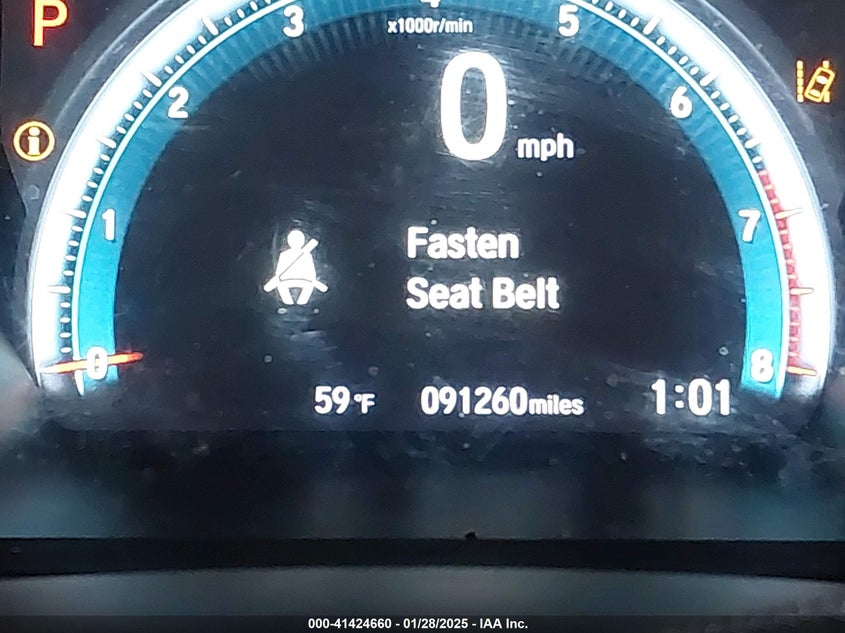 P
3
x1000r/min
5
0 mph
2
6
i
1
7
Fasten
Seat Belt
0
8
59°F 091260miles 1:01
000-41424660 - 01/28/2025 - IAA Inc.